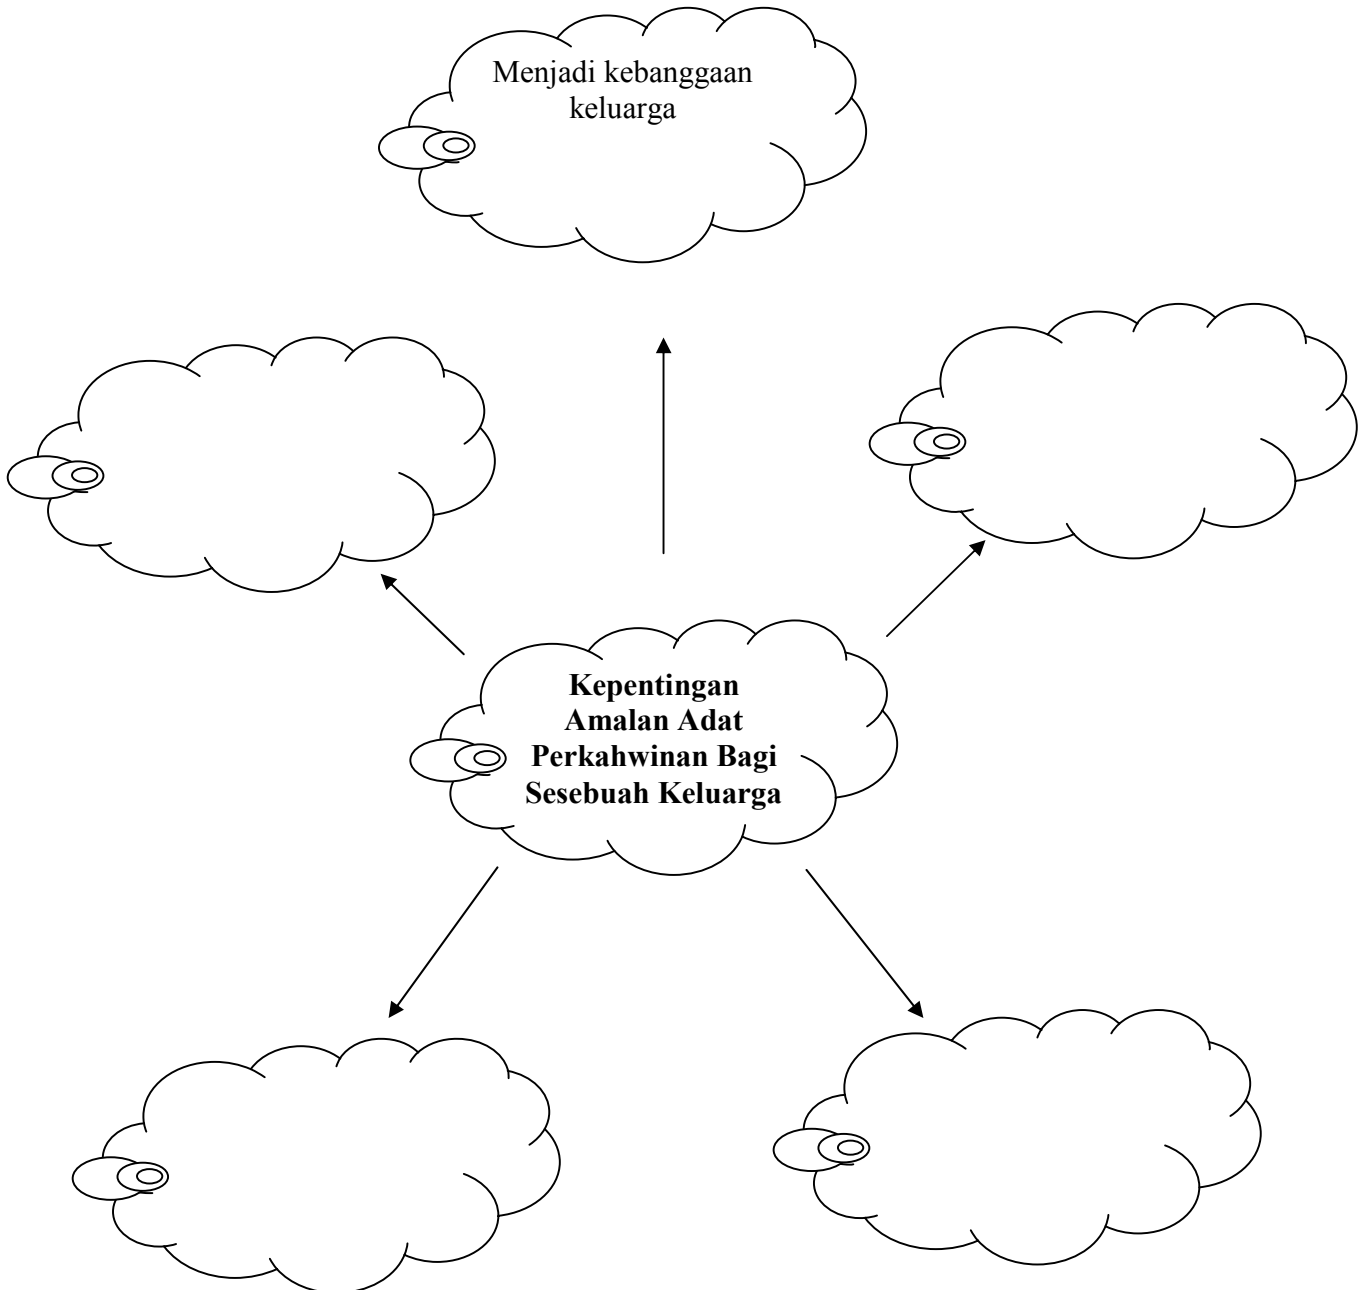 Menjadi kebanggaan
keluarga
Kepentingan
Amalan Adat
Perkahwinan Bagi
Sesebuah Keluarga